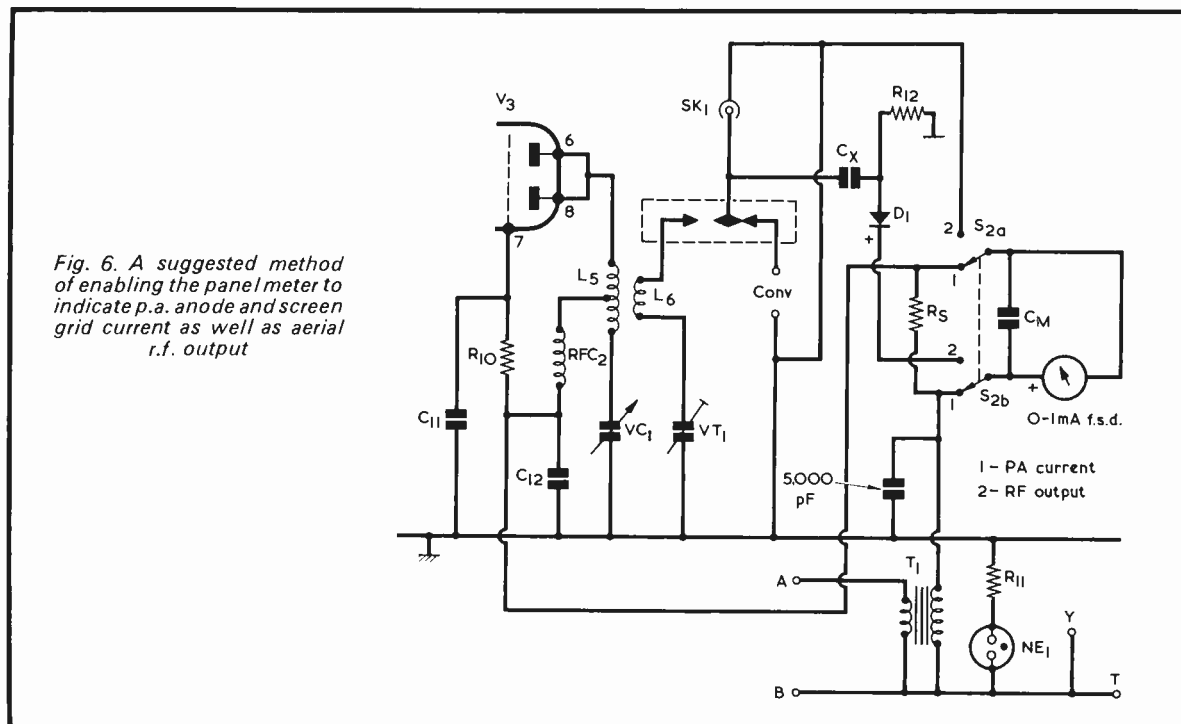 Fig. 6. A suggested method
of enabling the panel meter to
indicate p.a. anode and screen
grid current as well as aerial
r.f. output
V3
6
8
7
SK1
R12
CX
D1
+
2
S2a
1
L5
L6
Conv
RS
CM
2
R10
RFC2
1
S2b
+
O-1mA f.s.d.
C11
VC1
VT1
C12
5,000
pF
1- PA current
2- RF output
A
T1
R11
NE1
Y
B
T